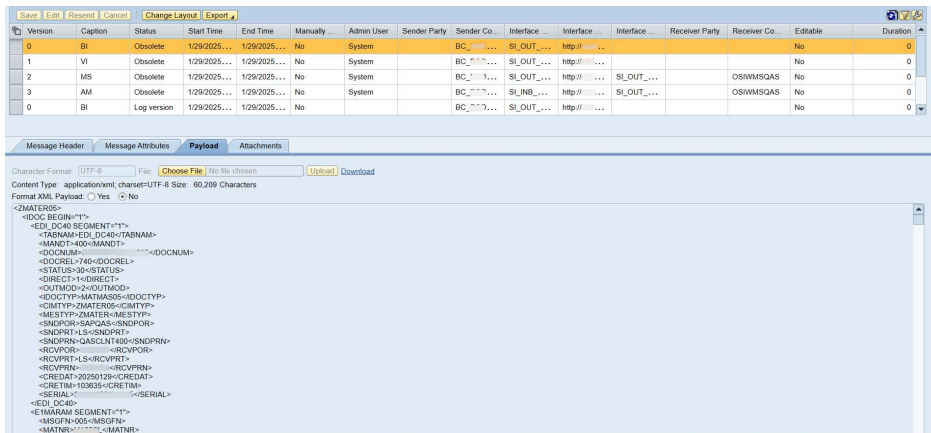 Save Edit Resend Cancel Change Layout Export
Version Caption Status Start Time End Time Manually ... Admin User Sender Party Sender Co... Interface ... Interface ... Interface ... Receiver Party Receiver Co... Editable Duration
0 BI Obsolete 1/29/2025... 1/29/2025... No System BC_ ... SI_OUT_... http:// ... No 0
1 VI Obsolete 1/29/2025... 1/29/2025... No System BC_ ... SI_OUT_... http:// ... No 0
2 MS Obsolete 1/29/2025... 1/29/2025... No System BC_ ... SI_OUT_... http:// ... SI_OUT_... OSIWMSQAS No 0
3 AM Obsolete 1/29/2025... 1/29/2025... No System BC_ ... SI_INB_... http:// ... SI_OUT_... OSIWMSQAS No 0
0 BI Log version 1/29/2025... 1/29/2025... No BC_ ... SI_OUT_... http:// ... No 0
Message Header Message Attributes Payload Attachments
Character Format: UTF-8 File: Choose File No file chosen Upload Download
Content Type: application/xml; charset=UTF-8 Size: 60,209 Characters
Format XML Payload: Yes No
<ZMATER05>
<IDOC BEGIN="1">
<EDI_DC40 SEGMENT="1">
<TABNAM>EDI_DC40</TABNAM>
<MANDT>400</MANDT>
<DOCNUM> </DOCNUM>
<DOCREL>740</DOCREL>
<STATUS>30</STATUS>
<DIRECT>1</DIRECT>
<OUTMOD>2</OUTMOD>
<IDOCTYP>MATMAS05</IDOCTYP>
<CIMTYP>ZMATER05</CIMTYP>
<MESTYP>ZMATER</MESTYP>
<SNDPOR>SAPQAS</SNDPOR>
<SNDPRT>LS</SNDPRT>
<SNDPRN>QASCLNT400</SNDPRN>
<RCVPOR> </RCVPOR>
<RCVPRT>LS</RCVPRT>
<RCVPRN> </RCVPRN>
<CREDAT>20250129</CREDAT>
<CRETIM>103635</CRETIM>
<SERIAL> </SERIAL>
</EDI_DC40>
<E1MARAM SEGMENT="1">
<MSGFN>005</MSGFN>
<MATNR> </MATNR>